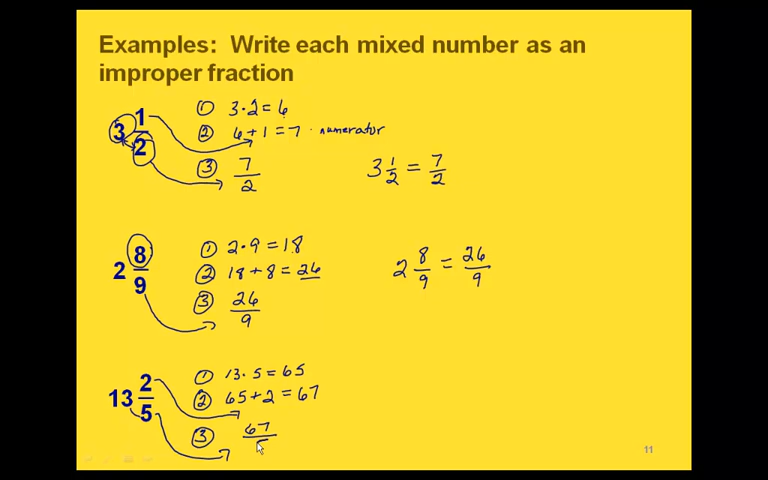 Examples: Write each mixed number as an
improper fraction
3 1/2
① 3·2=6
② 6+1=7 · numerator
③ 7/2
3 1/2 = 7/2
2 8/9
① 2·9=18
② 18+8=26
③ 26/9
2 8/9 = 26/9
13 2/5
① 13·5=65
② 65+2=67
③ 67/
11